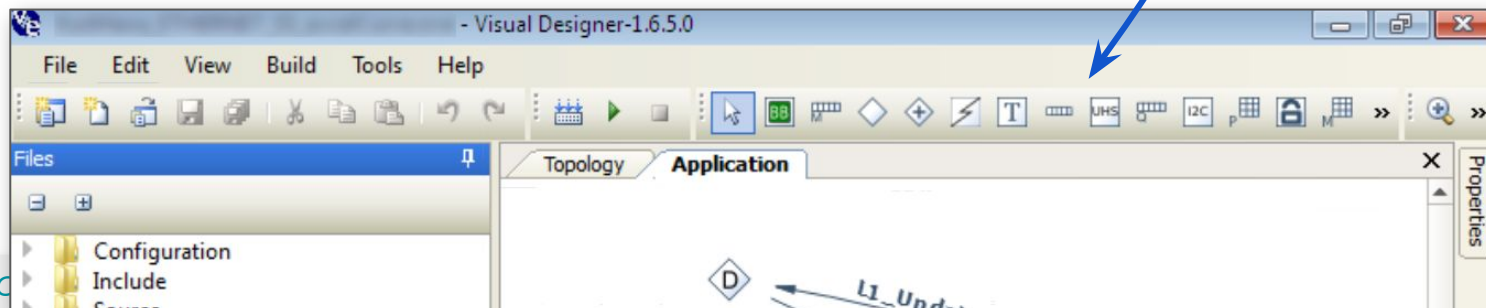 - Visual Designer-1.6.5.0
File Edit View Build Tools Help
BB M T UHS I2C P M
Files
Topology Application
Properties
Configuration
Include
D